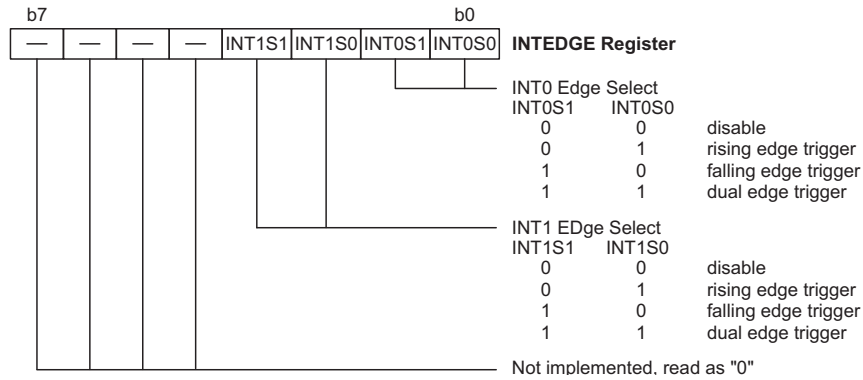 b7 b0
— — — — INT1S1 INT1S0 INT0S1 INT0S0 INTEDGE Register
INT0 Edge Select
INT0S1 INT0S0
0 0 disable
0 1 rising edge trigger
1 0 falling edge trigger
1 1 dual edge trigger
INT1 EDge Select
INT1S1 INT1S0
0 0 disable
0 1 rising edge trigger
1 0 falling edge trigger
1 1 dual edge trigger
Not implemented, read as "0"